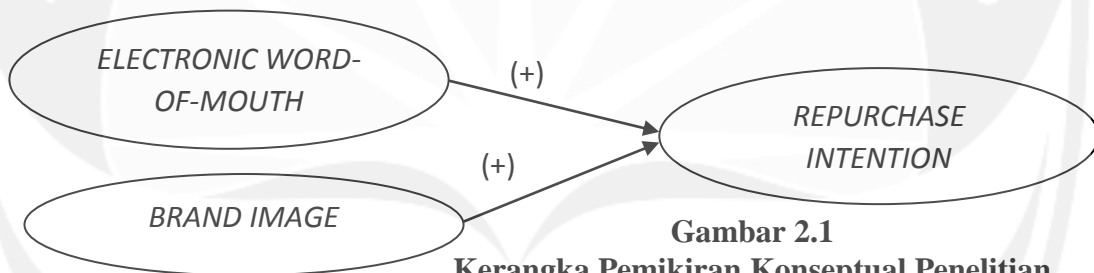 ELECTRONIC WORD-
OF-MOUTH
(+)
REPURCHASE
INTENTION
(+)
BRAND IMAGE
Gambar 2.1
Kerangka Pemikiran Konseptual Penelitian